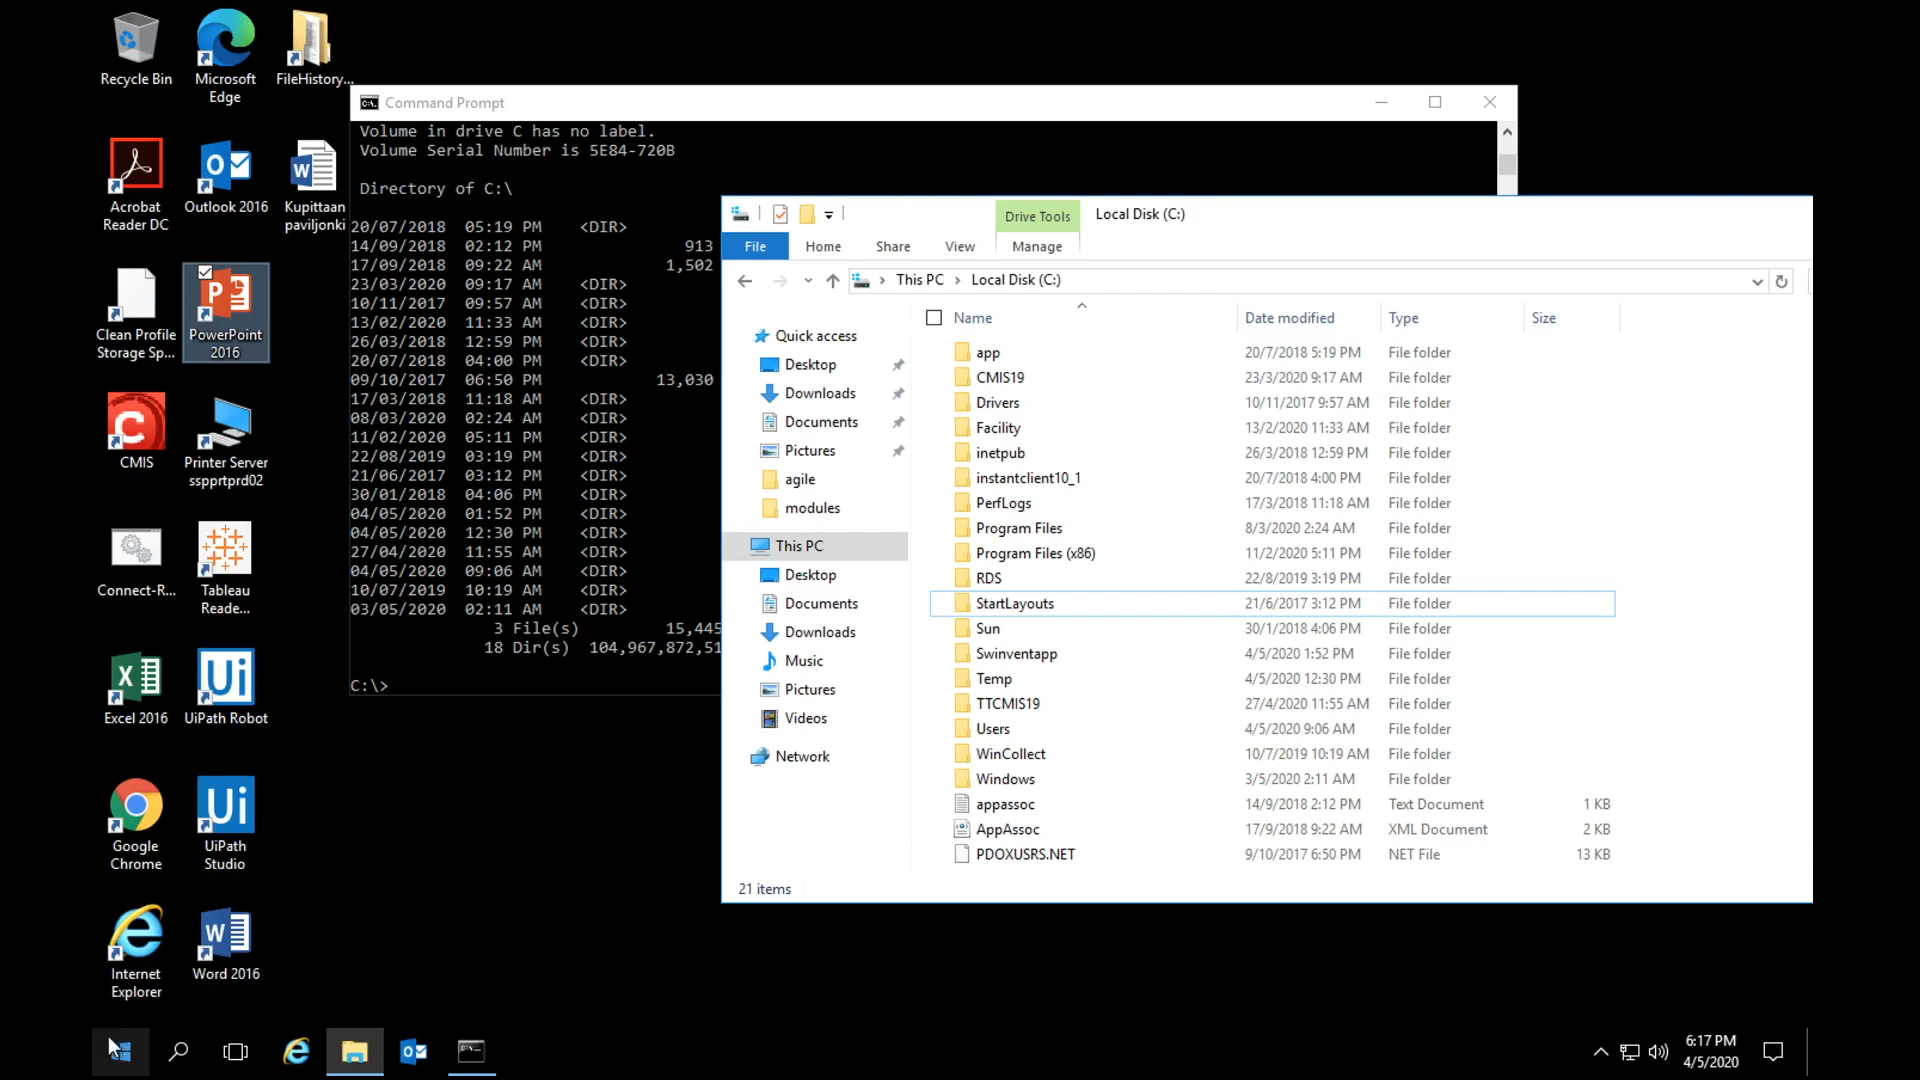 Recycle Bin
Microsoft
Edge
FileHistory...
Acrobat
Reader DC
Outlook 2016
Kupittaan
paviljonki
Clean Profile
Storage Sp...
PowerPoint
2016
CMIS
Printer Server
sspprtprd02
Connect-R...
Tableau
Reade...
Excel 2016
UiPath Robot
Google
Chrome
UiPath
Studio
Internet
Explorer
Word 2016
Command Prompt
Volume in drive C has no label.
Volume Serial Number is 5E84-720B
Directory of C:\
20/07/2018 05:19 PM <DIR>
14/09/2018 02:12 PM 913
17/09/2018 09:22 AM 1,502
23/03/2020 09:17 AM <DIR>
10/11/2017 09:57 AM <DIR>
13/02/2020 11:33 AM <DIR>
26/03/2018 12:59 PM <DIR>
20/07/2018 04:00 PM <DIR>
09/10/2017 06:50 PM 13,030
17/03/2018 11:18 AM <DIR>
08/03/2020 02:24 AM <DIR>
11/02/2020 05:11 PM <DIR>
22/08/2019 03:19 PM <DIR>
21/06/2017 03:12 PM <DIR>
30/01/2018 04:06 PM <DIR>
04/05/2020 01:52 PM <DIR>
04/05/2020 12:30 PM <DIR>
27/04/2020 11:55 AM <DIR>
04/05/2020 09:06 AM <DIR>
10/07/2019 10:19 AM <DIR>
03/05/2020 02:11 AM <DIR>
3 File(s) 15,445
18 Dir(s) 104,967,872,51
C:\>
Drive Tools Local Disk (C:)
File Home Share View Manage
This PC > Local Disk (C:)
Quick access
Desktop
Downloads
Documents
Pictures
agile
modules
This PC
Desktop
Documents
Downloads
Music
Pictures
Videos
Network
Name Date modified Type Size
app 20/7/2018 5:19 PM File folder
CMIS19 23/3/2020 9:17 AM File folder
Drivers 10/11/2017 9:57 AM File folder
Facility 13/2/2020 11:33 AM File folder
inetpub 26/3/2018 12:59 PM File folder
instantclient10_1 20/7/2018 4:00 PM File folder
PerfLogs 17/3/2018 11:18 AM File folder
Program Files 8/3/2020 2:24 AM File folder
Program Files (x86) 11/2/2020 5:11 PM File folder
RDS 22/8/2019 3:19 PM File folder
StartLayouts 21/6/2017 3:12 PM File folder
Sun 30/1/2018 4:06 PM File folder
Swinventapp 4/5/2020 1:52 PM File folder
Temp 4/5/2020 12:30 PM File folder
TTCMIS19 27/4/2020 11:55 AM File folder
Users 4/5/2020 9:06 AM File folder
WinCollect 10/7/2019 10:19 AM File folder
Windows 3/5/2020 2:11 AM File folder
appassoc 14/9/2018 2:12 PM Text Document 1 KB
AppAssoc 17/9/2018 9:22 AM XML Document 2 KB
PDOXUSRS.NET 9/10/2017 6:50 PM NET File 13 KB
21 items
6:17 PM
4/5/2020